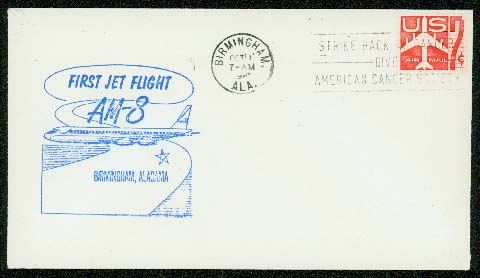 FIRST JET FLIGHT
AM-8
BIRMINGHAM, ALABAMA
BIRMINGHAM,
7-AM
ALA.
STRIKE BACK
GIVE
AMERICAN CANCER SOCIETY
US
7¢
AIR MAIL